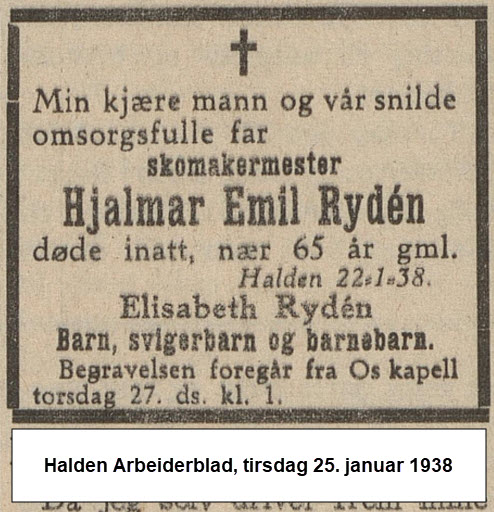 Min kjære mann og vår snilde
omsorgsfulle far
skomakermester
Hjalmar Emil Rydén
døde inatt, nær 65 år gml.
Halden 22-1-38.
Elisabeth Rydén
Barn, svigerbarn og barnebarn.
Begravelsen foregår fra Os kapell
torsdag 27. ds. kl. 1.
Halden Arbeiderblad, tirsdag 25. januar 1938